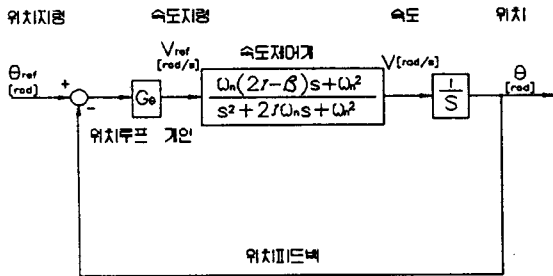 위치지령
속도지령
속도
위치
θref
[rad]
+
-
Gθ
Vref
[rad/s]
속도제어기
ωn(2ζ-β)s+ωn²
s²+2ζωns+ωn²
V[rad/s]
1
S
θ
[rad]
위치루프 게인
위치피드백